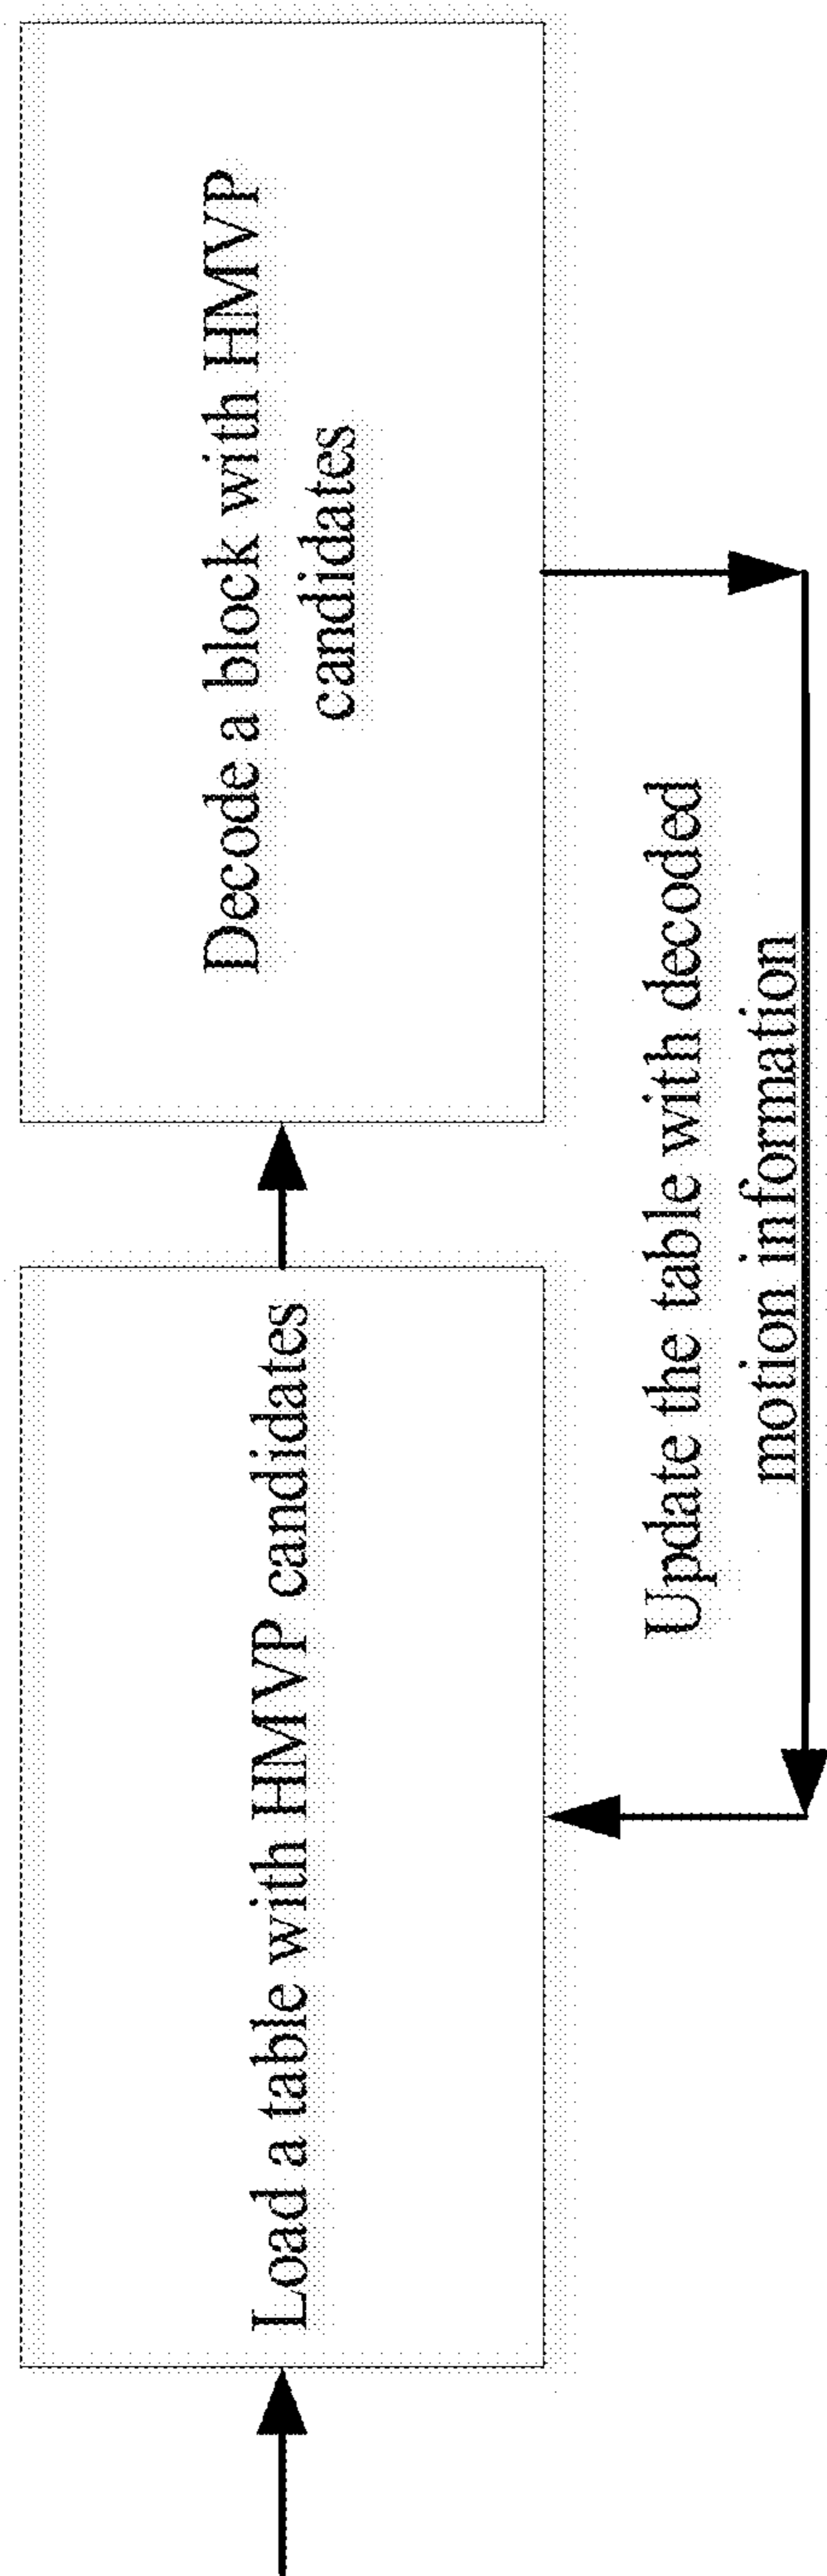 Load a table with HMVP candidates
Decode a block with HMVP
candidates
Update the table with decoded
motion information